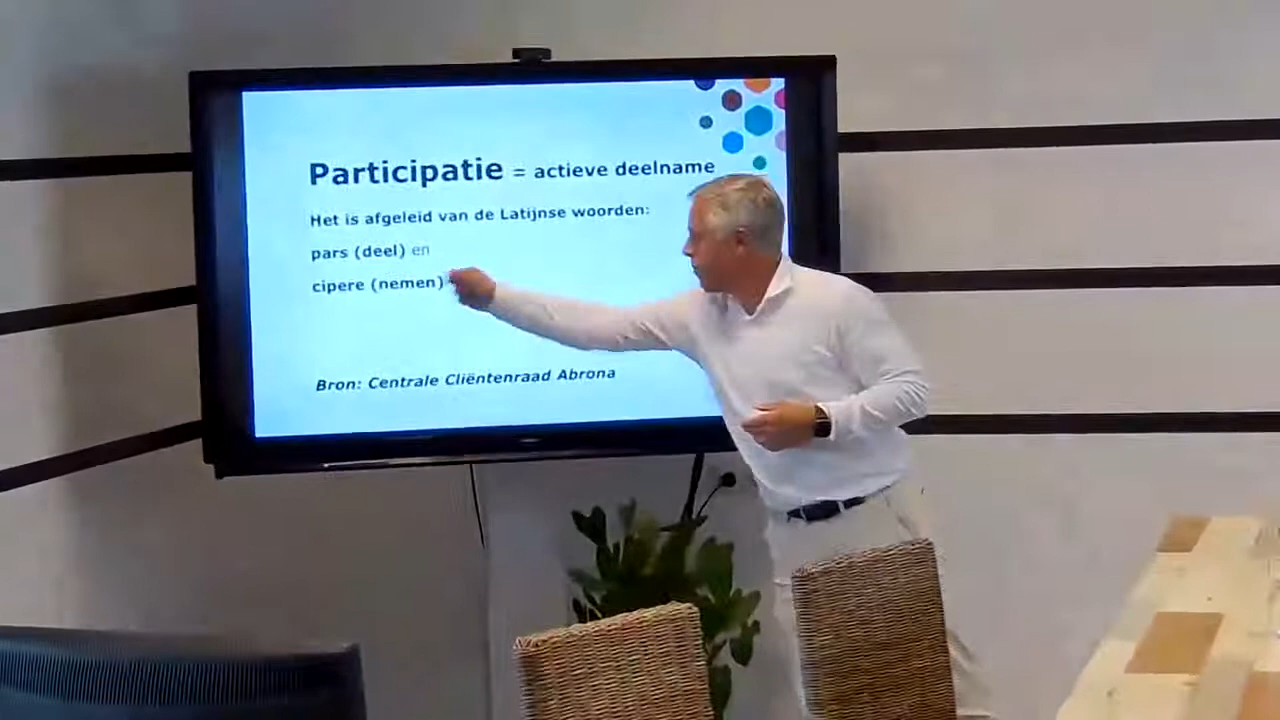 Participatie = actieve deelname
Het is afgeleid van de Latijnse woorden:
pars (deel) en
cipere (nemen)
Bron: Centrale Cliëntenraad Abrona